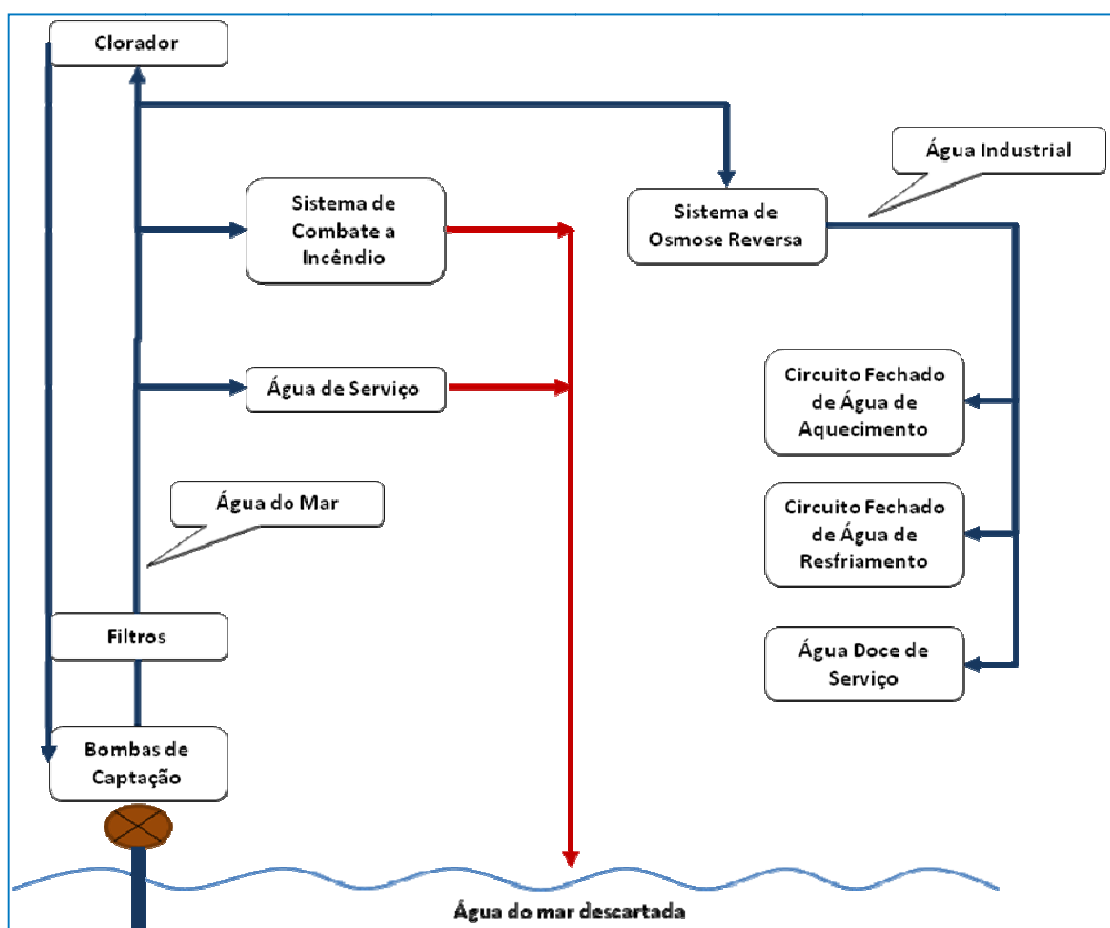 Clorador
Água Industrial
Sistema de
Combate a
Incêndio
Sistema de
Osmose Reversa
Água de Serviço
Circuito Fechado
de Água de
Aquecimento
Água do Mar
Circuito Fechado
de Água de
Resfriamento
Filtros
Água Doce de
Serviço
Bombas de
Captação
Água do mar descartada